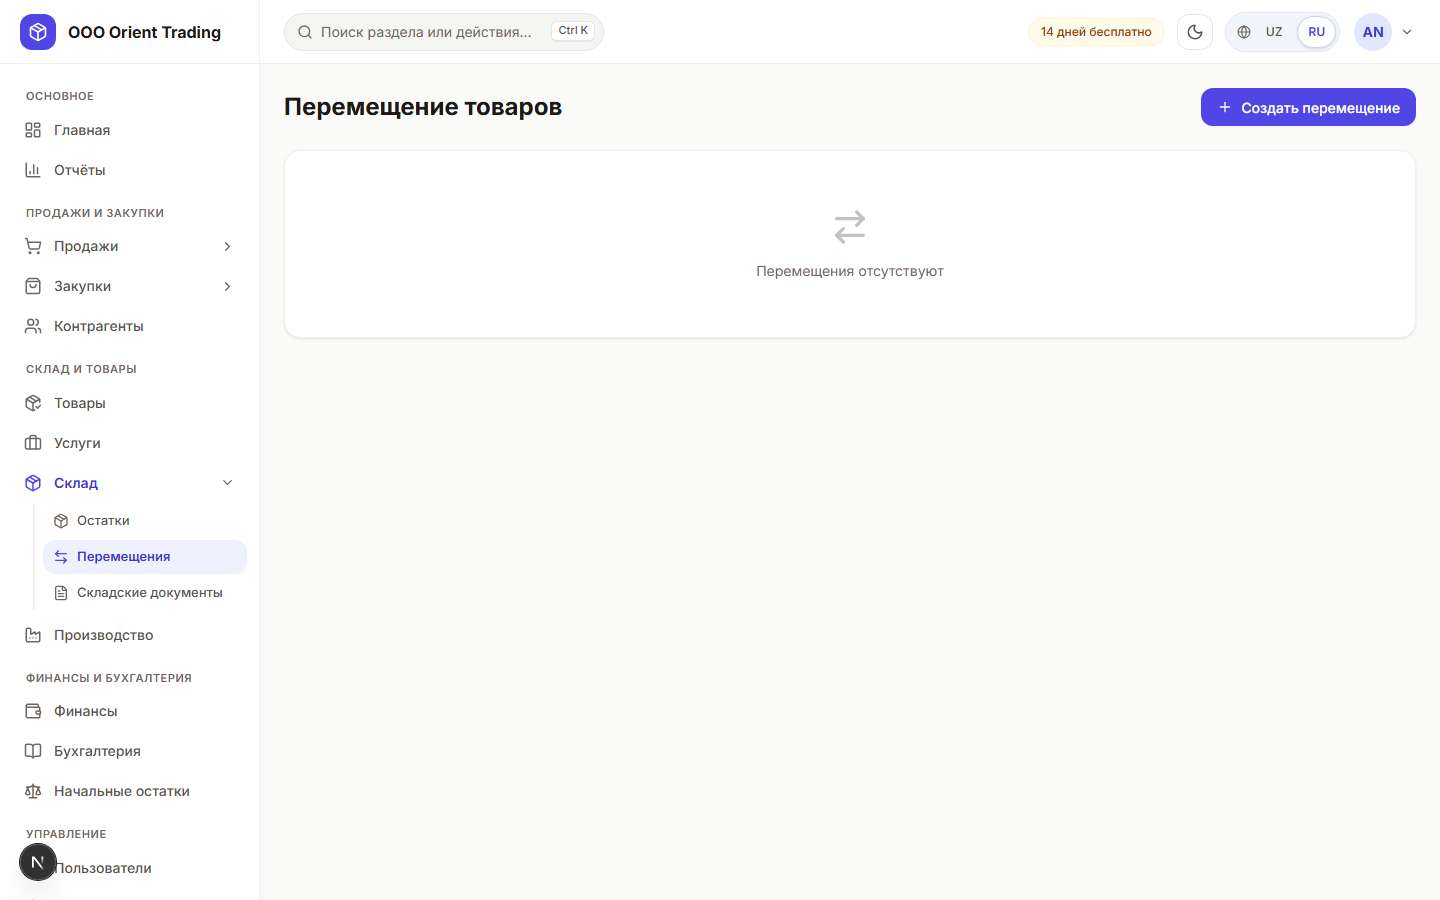 OOO Orient Trading
Поиск раздела или действия...
Ctrl K
14 дней бесплатно
UZ
RU
AN
ОСНОВНОЕ
Главная
Отчёты
ПРОДАЖИ И ЗАКУПКИ
Продажи
Закупки
Контрагенты
СКЛАД И ТОВАРЫ
Товары
Услуги
Склад
Остатки
Перемещения
Складские документы
Производство
ФИНАНСЫ И БУХГАЛТЕРИЯ
Финансы
Бухгалтерия
Начальные остатки
УПРАВЛЕНИЕ
N
Пользователи
Перемещение товаров
Создать перемещение
Перемещения отсутствуют